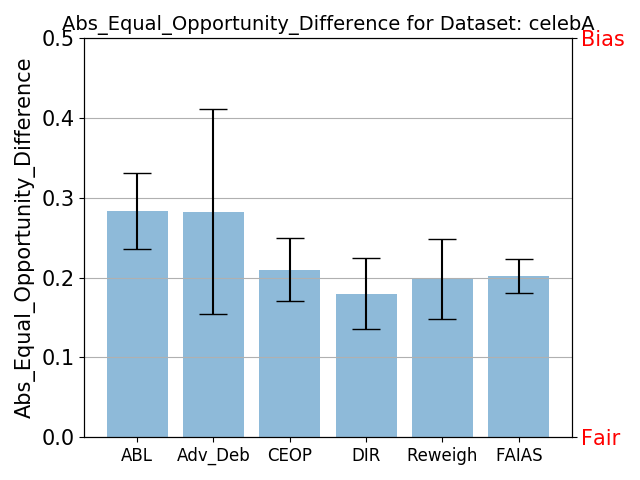 Abs_Equal_Opportunity_Difference for Dataset: celebA
Abs_Equal_Opportunity_Difference
0.5
0.4
0.3
0.2
0.1
0.0
Bias
Fair
ABL
Adv_Deb
CEOP
DIR
Reweigh
FAIAS